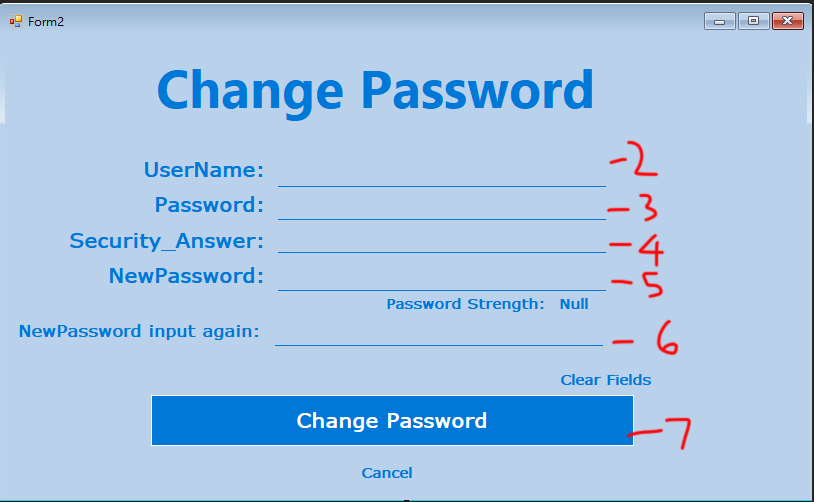 Form2
Change Password
UserName: -2
Password: -3
Security_Answer: -4
NewPassword: -5
Password Strength: Null
NewPassword input again: -6
Clear Fields
Change Password -7
Cancel